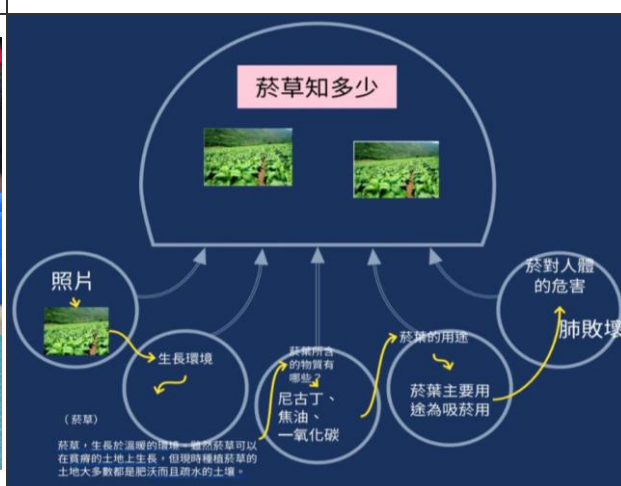 菸草知多少
照片
生長環境
（菸草）
菸草，生長於溫暖的環境。雖然菸草可以
在貧瘠的土地上生長，但現時種植菸草的
土地大多數都是肥沃而且疏水的土壤。
菸葉所含
的物質有
哪些？
尼古丁、
焦油、
一氧化碳
菸葉的用途
菸葉主要用
途為吸菸用
菸對人體
的危害
肺敗壞